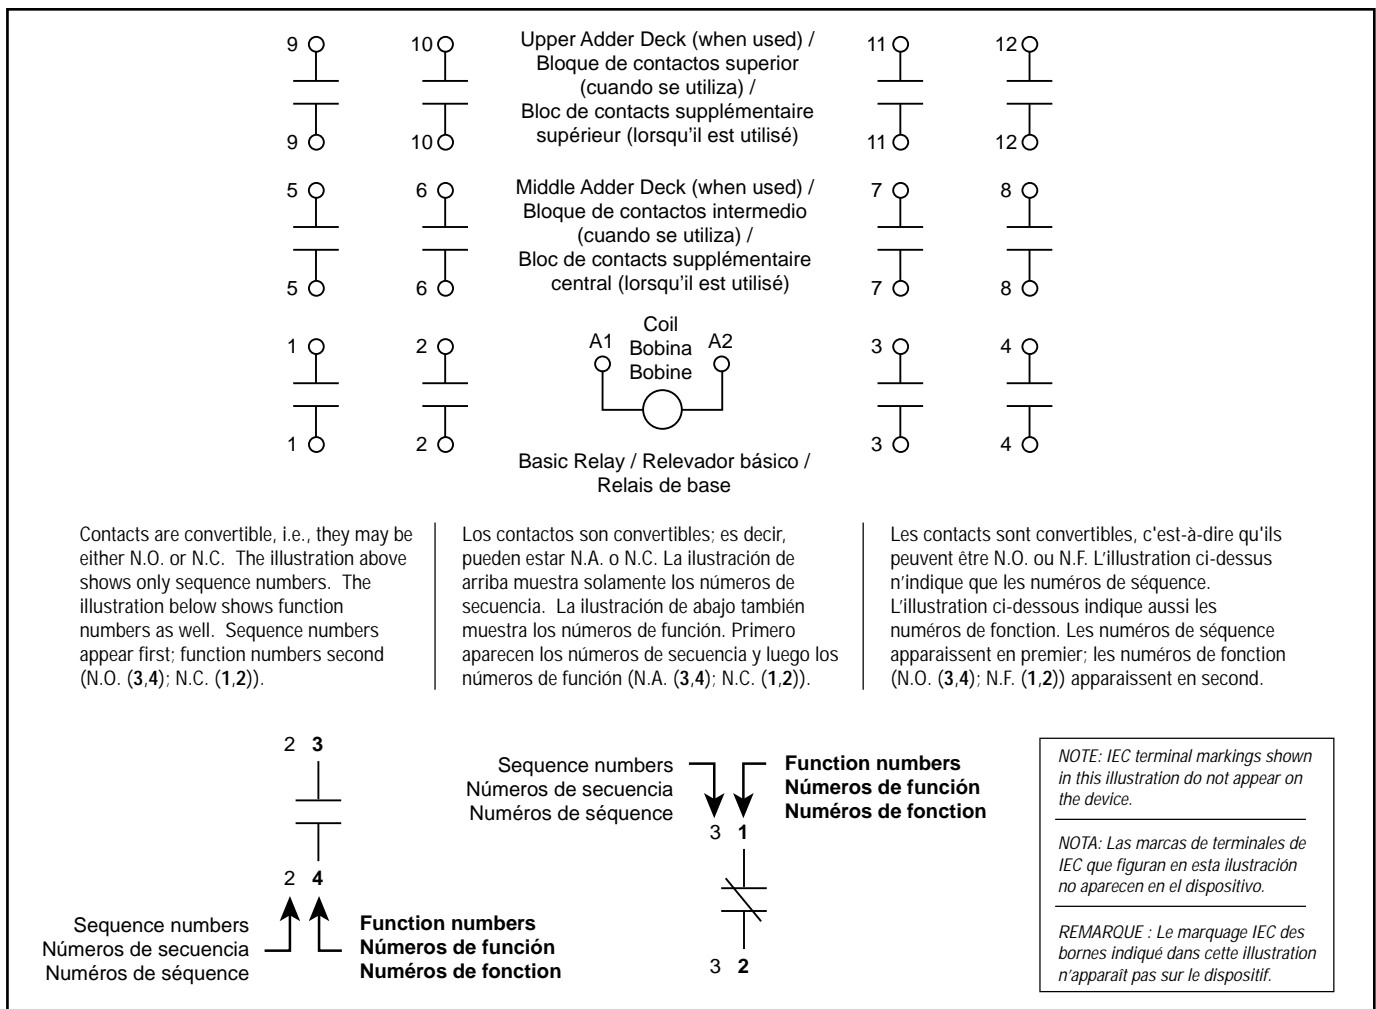 9
10
Upper Adder Deck (when used) /
Bloque de contactos superior
(cuando se utiliza) /
Bloc de contacts supplémentaire
supérieur (lorsqu'il est utilisé)
11
12
9
10
11
12
5
6
Middle Adder Deck (when used) /
Bloque de contactos intermedio
(cuando se utiliza) /
Bloc de contacts supplémentaire
central (lorsqu'il est utilisé)
7
8
5
6
7
8
1
2
A1
Coil
Bobina
Bobine
A2
3
4
1
2
3
4
Basic Relay / Relevador básico /
Relais de base
Contacts are convertible, i.e., they may be
either N.O. or N.C. The illustration above
shows only sequence numbers. The
illustration below shows function
numbers as well. Sequence numbers
appear first; function numbers second
(N.O. (3,4); N.C. (1,2)).
Los contactos son convertibles; es decir,
pueden estar N.A. o N.C. La ilustración de
arriba muestra solamente los números de
secuencia. La ilustración de abajo también
muestra los números de función. Primero
aparecen los números de secuencia y luego los
números de función (N.A. (3,4); N.C. (1,2)).
Les contacts sont convertibles, c'est-à-dire qu'ils
peuvent être N.O. ou N.F. L'illustration ci-dessus
n'indique que les numéros de séquence.
L'illustration ci-dessous indique aussi les
numéros de fonction. Les numéros de séquence
apparaissent en premier; les numéros de fonction
(N.O. (3,4); N.F. (1,2)) apparaissent en second.
2 3
2 4
Sequence numbers
Números de secuencia
Numéros de séquence
Function numbers
Números de función
Numéros de fonction
Sequence numbers
Números de secuencia
Numéros de séquence
Function numbers
Números de función
Numéros de fonction
3 1
3 2
NOTE: IEC terminal markings shown
in this illustration do not appear on
the device.
NOTA: Las marcas de terminales de
IEC que figuran en esta ilustración
no aparecen en el dispositivo.
REMARQUE : Le marquage IEC des
bornes indiqué dans cette illustration
n'apparaît pas sur le dispositif.